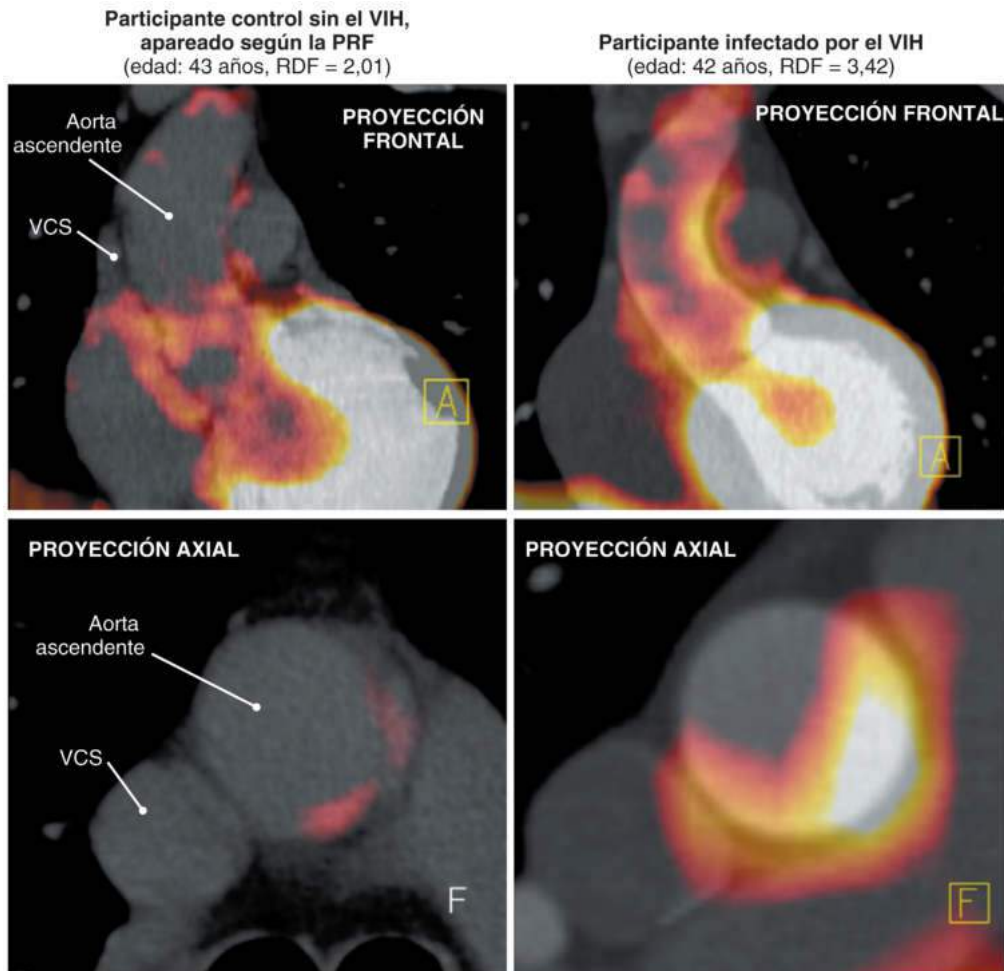 Participante control sin el VIH,
apareado según la PRF
(edad: 43 años, RDF = 2,01)
Participante infectado por el VIH
(edad: 42 años, RDF = 3,42)
PROYECCIÓN
FRONTAL
Aorta
ascendente
VCS
A
PROYECCIÓN FRONTAL
A
PROYECCIÓN AXIAL
Aorta
ascendente
VCS
F
PROYECCIÓN AXIAL
F